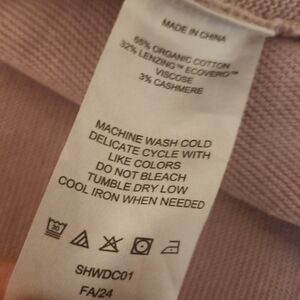 MADE IN CHINA
65% ORGANIC COTTON
32% LENZING™ ECOVERO™
VISCOSE
3% CASHMERE
MACHINE WASH COLD
DELICATE CYCLE WITH
LIKE COLORS
DO NOT BLEACH
TUMBLE DRY LOW
COOL IRON WHEN NEEDED
30
SHWDC01
FA/24